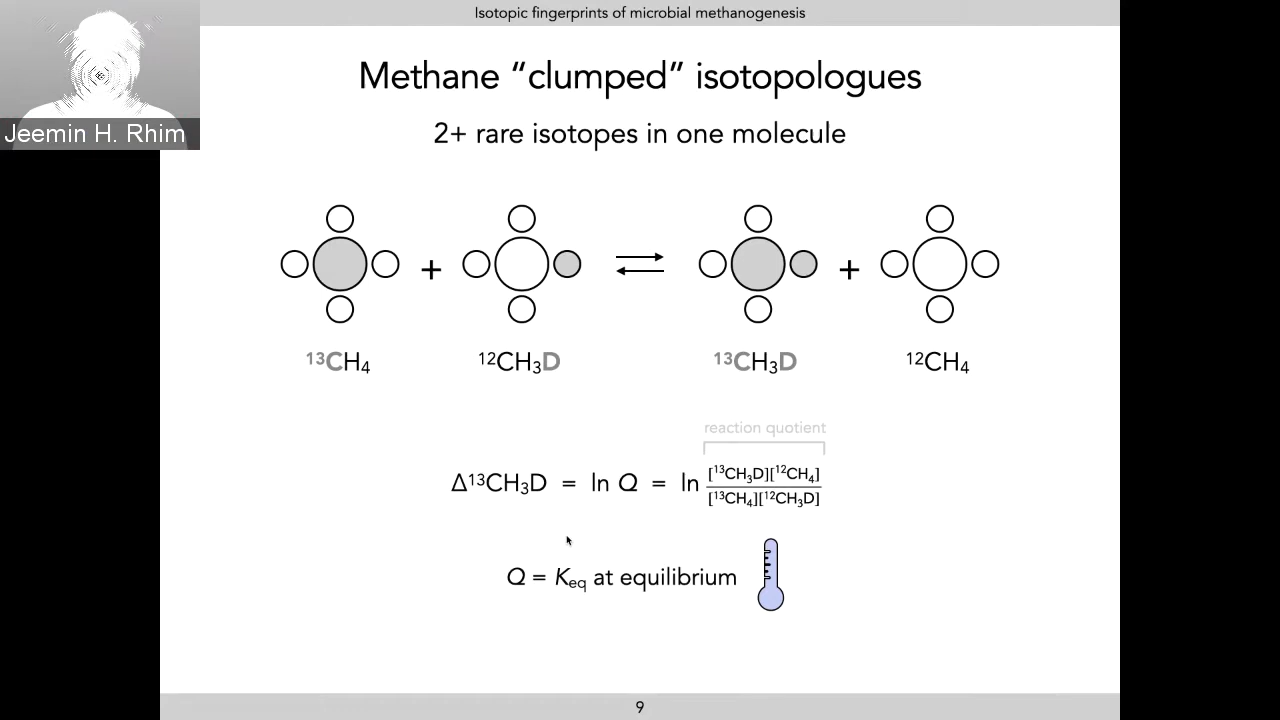 Isotopic fingerprints of microbial methanogenesis
Jeemin H. Rhim
Methane “clumped” isotopologues
2+ rare isotopes in one molecule
+ ⇌ +
¹³CH₄ ¹²CH₃D ¹³CH₃D ¹²CH₄
reaction quotient
Δ¹³CH₃D = ln Q = ln [¹³CH₃D][¹²CH₄] / [¹³CH₄][¹²CH₃D]
Q = Keq at equilibrium
9